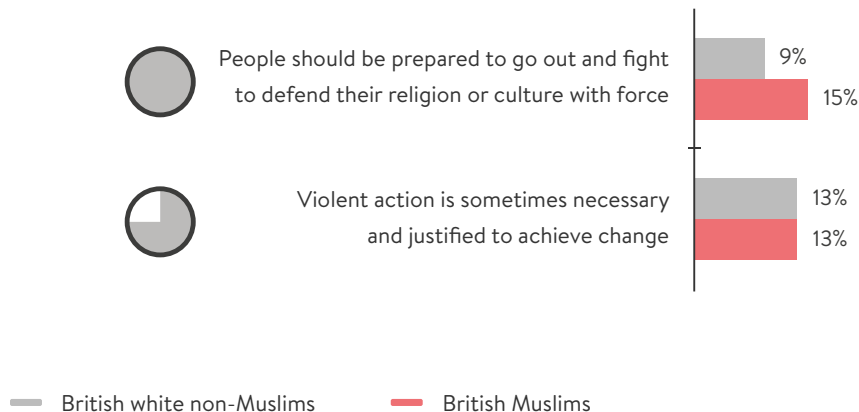 People should be prepared to go out and fight
to defend their religion or culture with force
9%
15%
Violent action is sometimes necessary
and justified to achieve change
13%
13%
British white non-Muslims
British Muslims